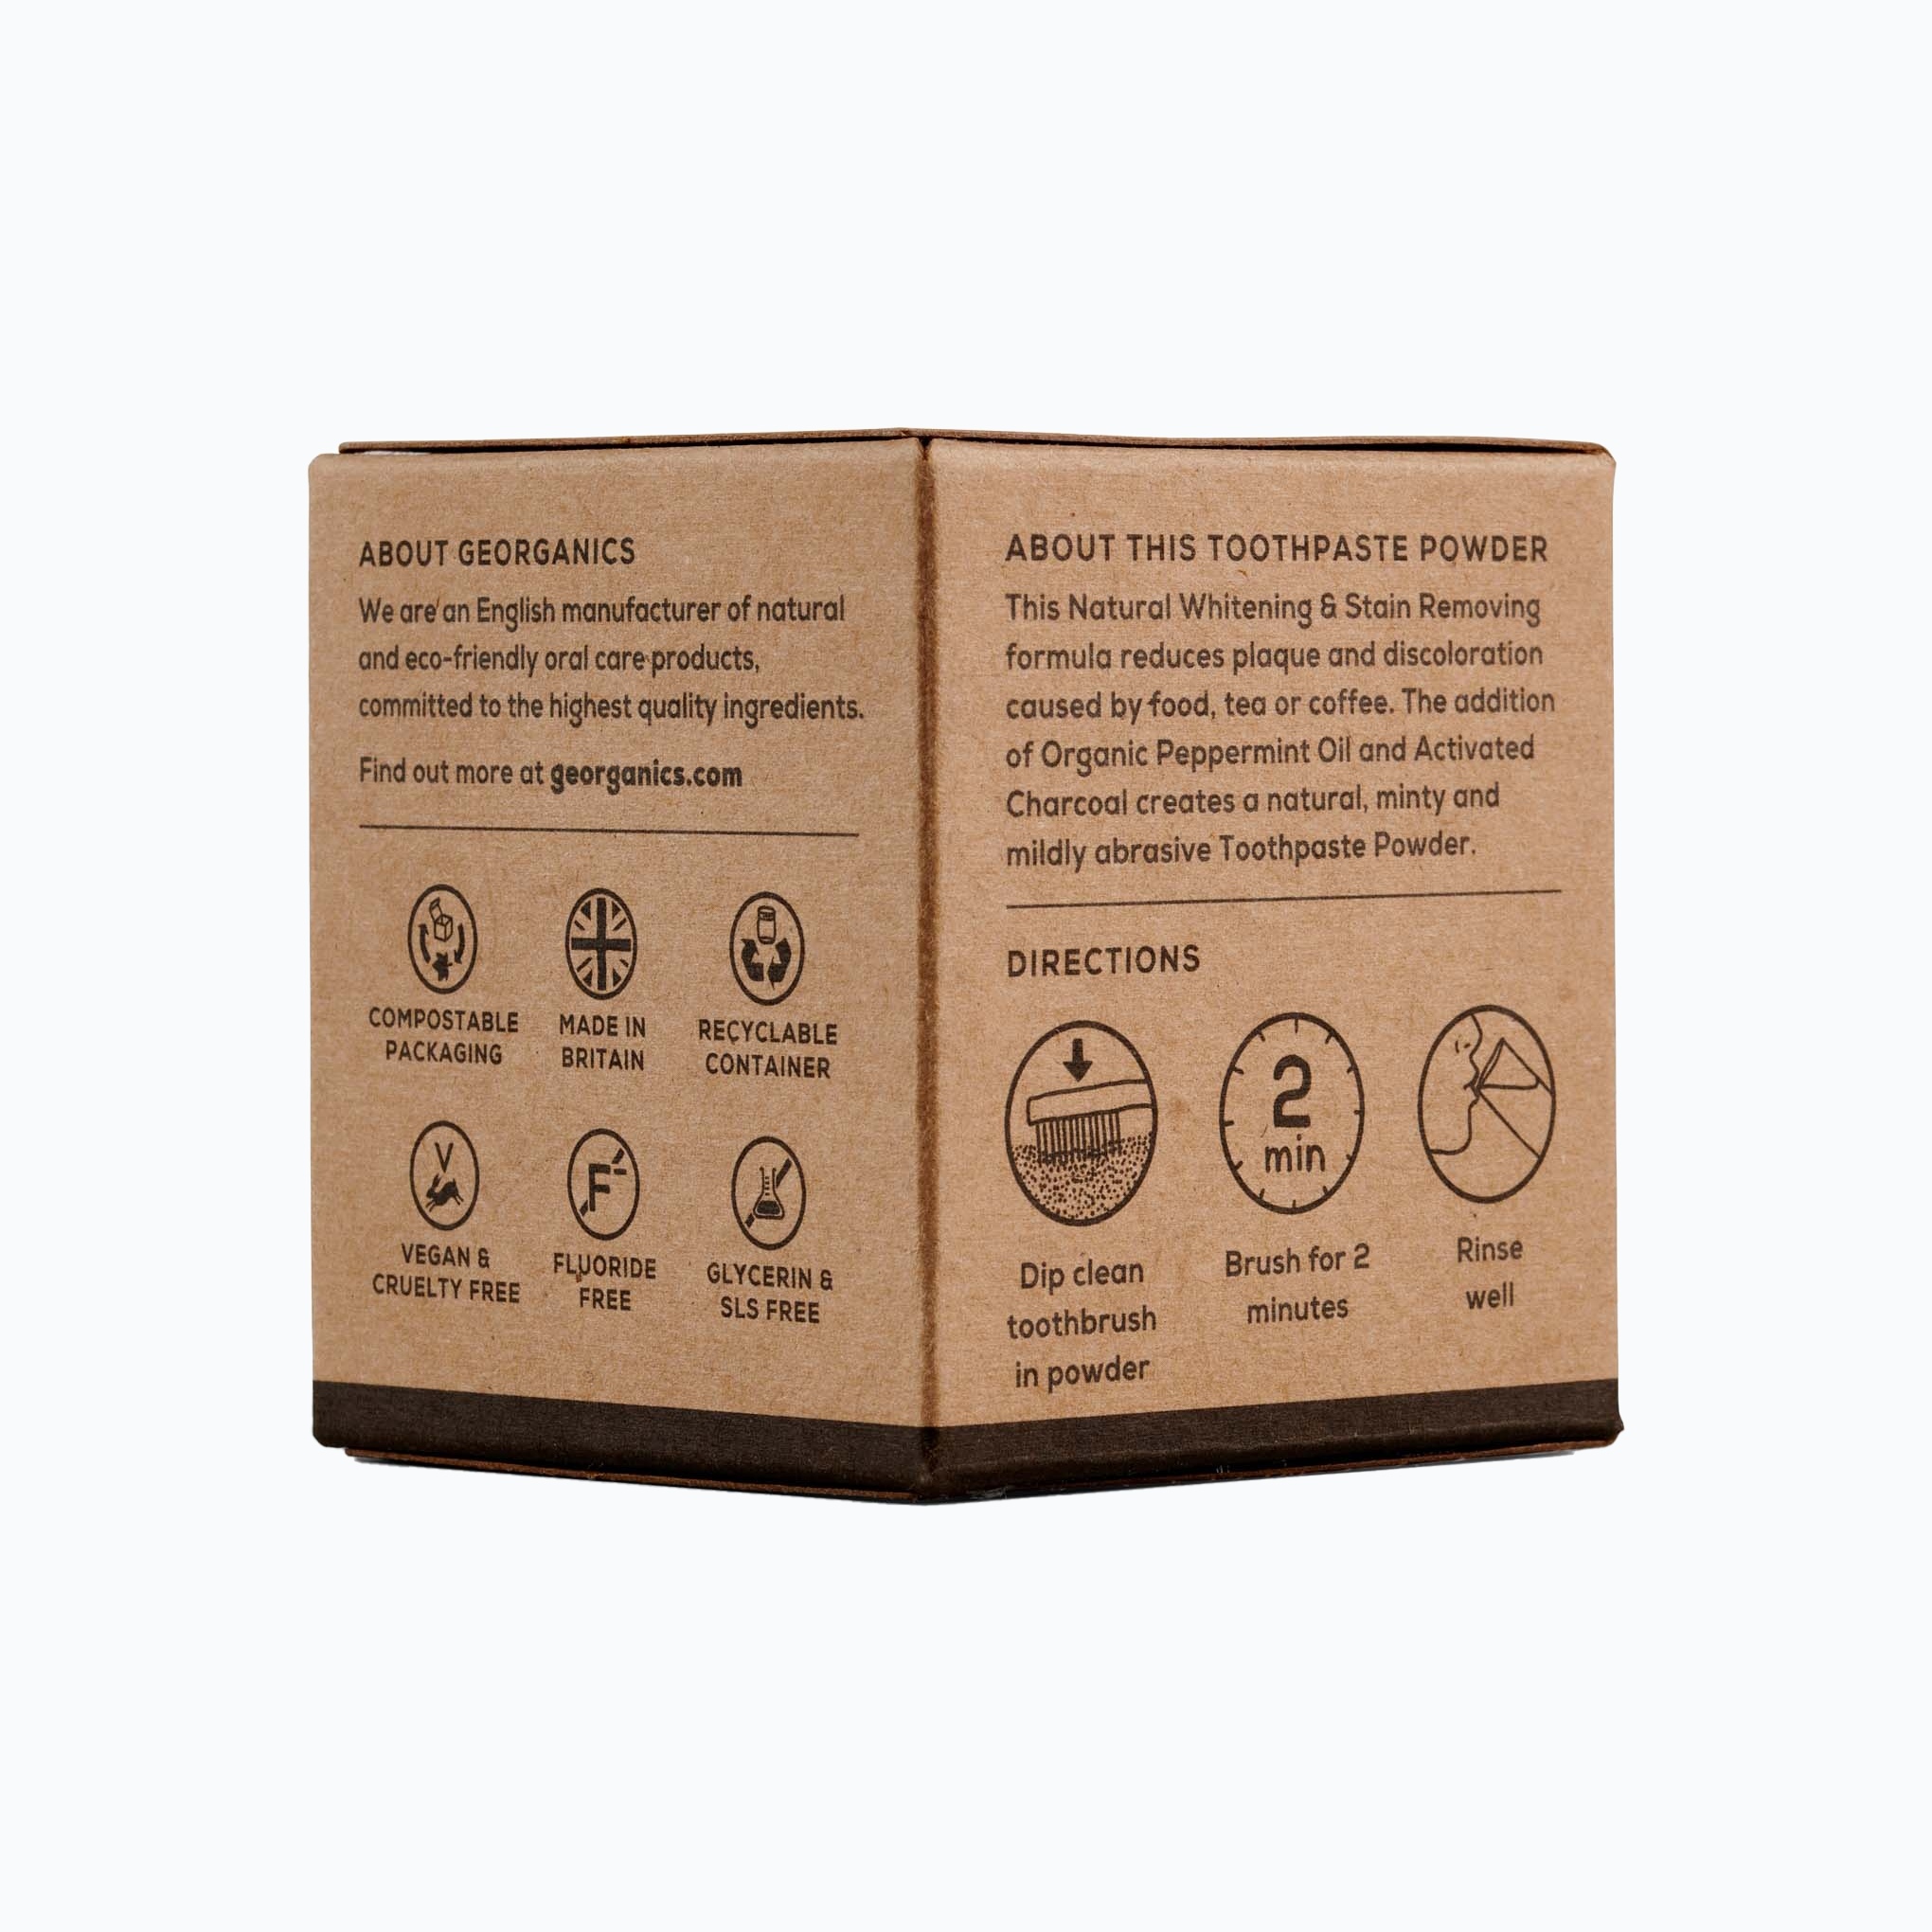 ABOUT GEORGANICS
We are an English manufacturer of natural
and eco-friendly oral care products,
committed to the highest quality ingredients.
Find out more at georganics.com
COMPOSTABLE
PACKAGING
MADE IN
BRITAIN
RECYCLABLE
CONTAINER
V
VEGAN &
CRUELTY FREE
F-
FLUORIDE
FREE
GLYCERIN &
SLS FREE
ABOUT THIS TOOTHPASTE POWDER
This Natural Whitening & Stain Removing
formula reduces plaque and discoloration
caused by food, tea or coffee. The addition
of Organic Peppermint Oil and Activated
Charcoal creates a natural, minty and
mildly abrasive Toothpaste Powder.
DIRECTIONS
Dip clean
toothbrush
in powder
2
min
Brush for 2
minutes
Rinse
well